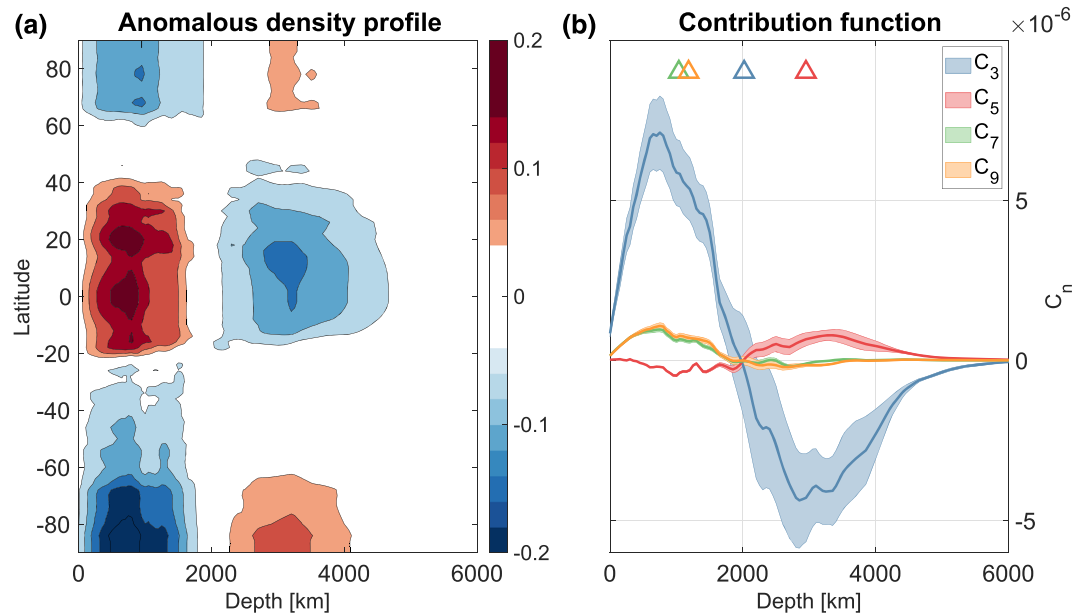 (a) Anomalous density profile
Latitude
80
60
40
20
0
-20
-40
-60
-80
0 2000 4000 6000
Depth [km]
0.2
0.1
0
-0.1
-0.2
(b) Contribution function
×10⁻⁶
C₃
C₅
C₇
C₉
5
0
-5
Cₙ
0 2000 4000 6000
Depth [km]